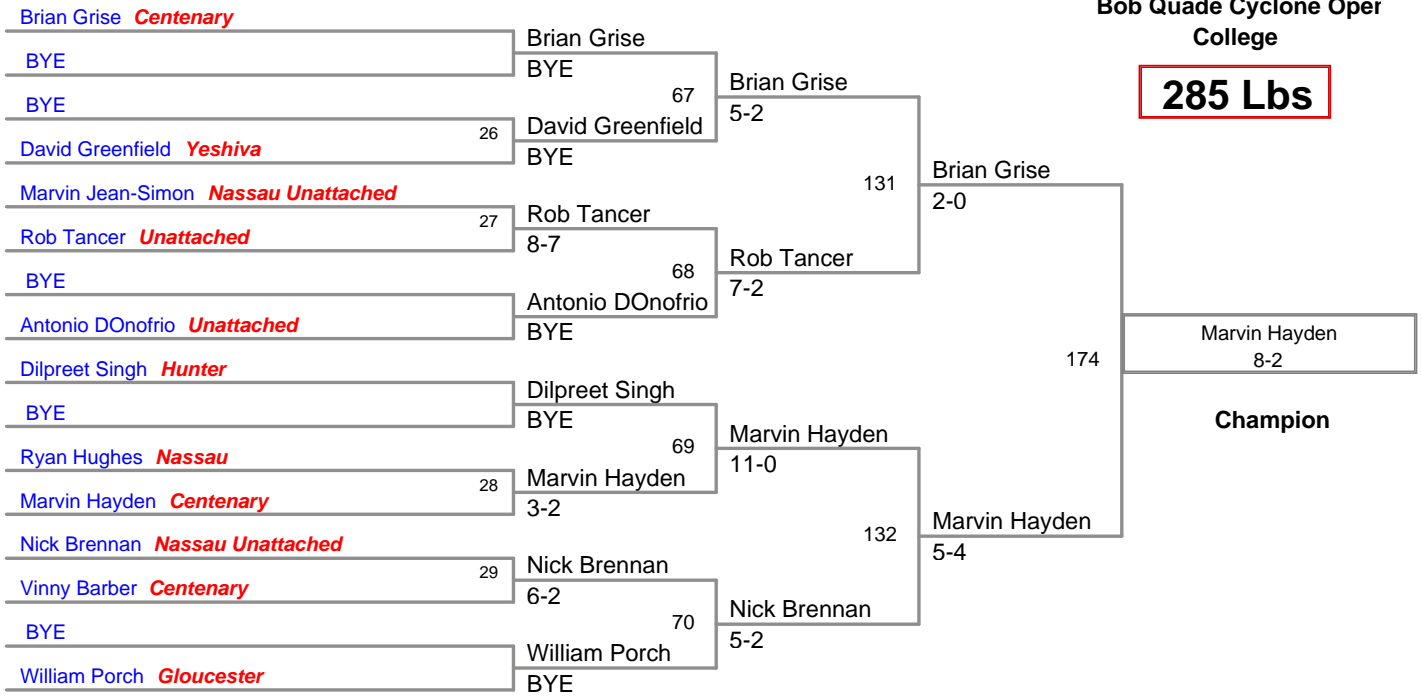 Bob Quade Cyclone Open
College
285 Lbs
Brian Grise Centenary
BYE
BYE
David Greenfield Yeshiva
Marvin Jean-Simon Nassau Unattached
Rob Tancer Unattached
BYE
Antonio DOnofrio Unattached
Dilpreet Singh Hunter
BYE
Ryan Hughes Nassau
Marvin Hayden Centenary
Nick Brennan Nassau Unattached
Vinny Barber Centenary
BYE
William Porch Gloucester
26
27
28
29
Brian Grise
BYE
David Greenfield
BYE
Rob Tancer
8-7
Antonio DOnofrio
BYE
Dilpreet Singh
BYE
Marvin Hayden
3-2
Nick Brennan
6-2
William Porch
BYE
67
68
69
70
Brian Grise
5-2
Rob Tancer
7-2
Marvin Hayden
11-0
Nick Brennan
5-2
131
132
Brian Grise
2-0
Marvin Hayden
5-4
174
Marvin Hayden
8-2
Champion